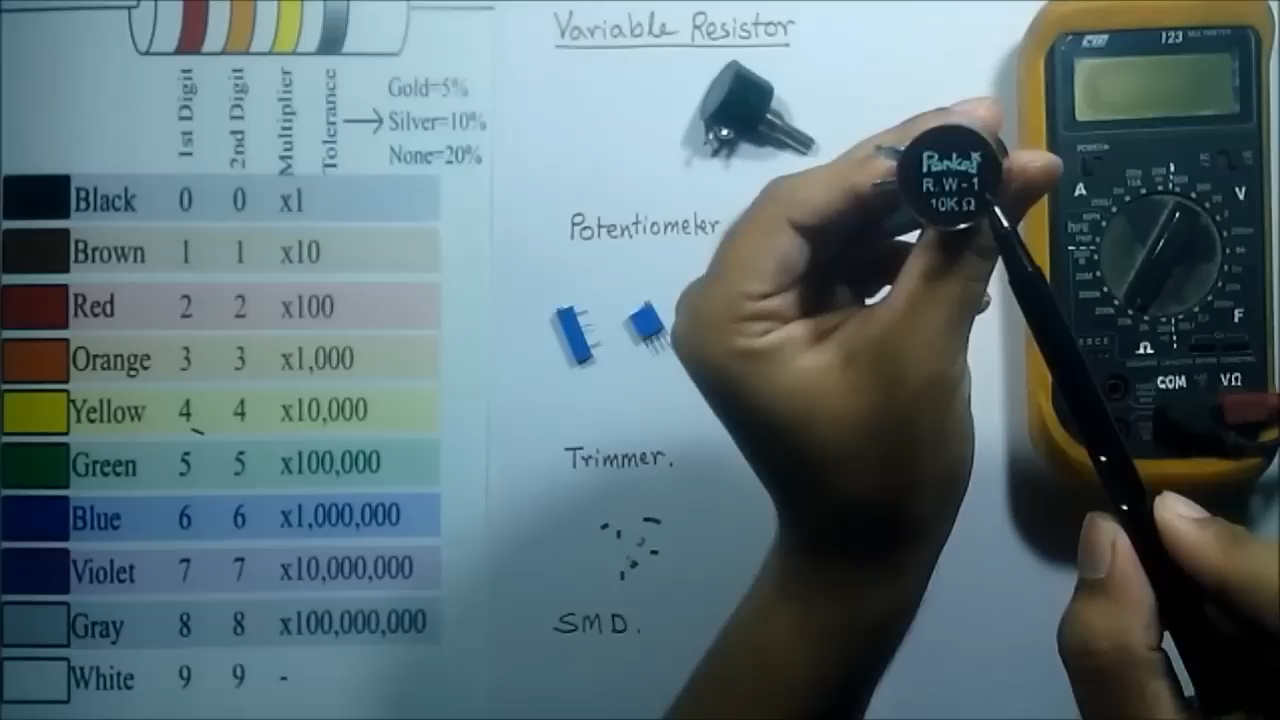 1st Digit
2nd Digit
Multiplier
Tolerance
Gold=5%
Silver=10%
None=20%
Black 0 0 x1
Brown 1 1 x10
Red 2 2 x100
Orange 3 3 x1,000
Yellow 4 4 x10,000
Green 5 5 x100,000
Blue 6 6 x1,000,000
Violet 7 7 x10,000,000
Gray 8 8 x100,000,000
White 9 9 -
Variable Resistor
Potentiometer
Trimmer.
SMD.
R.W-1
10K Ω
123
A
V
hFE
F
Ω
COM
VΩ